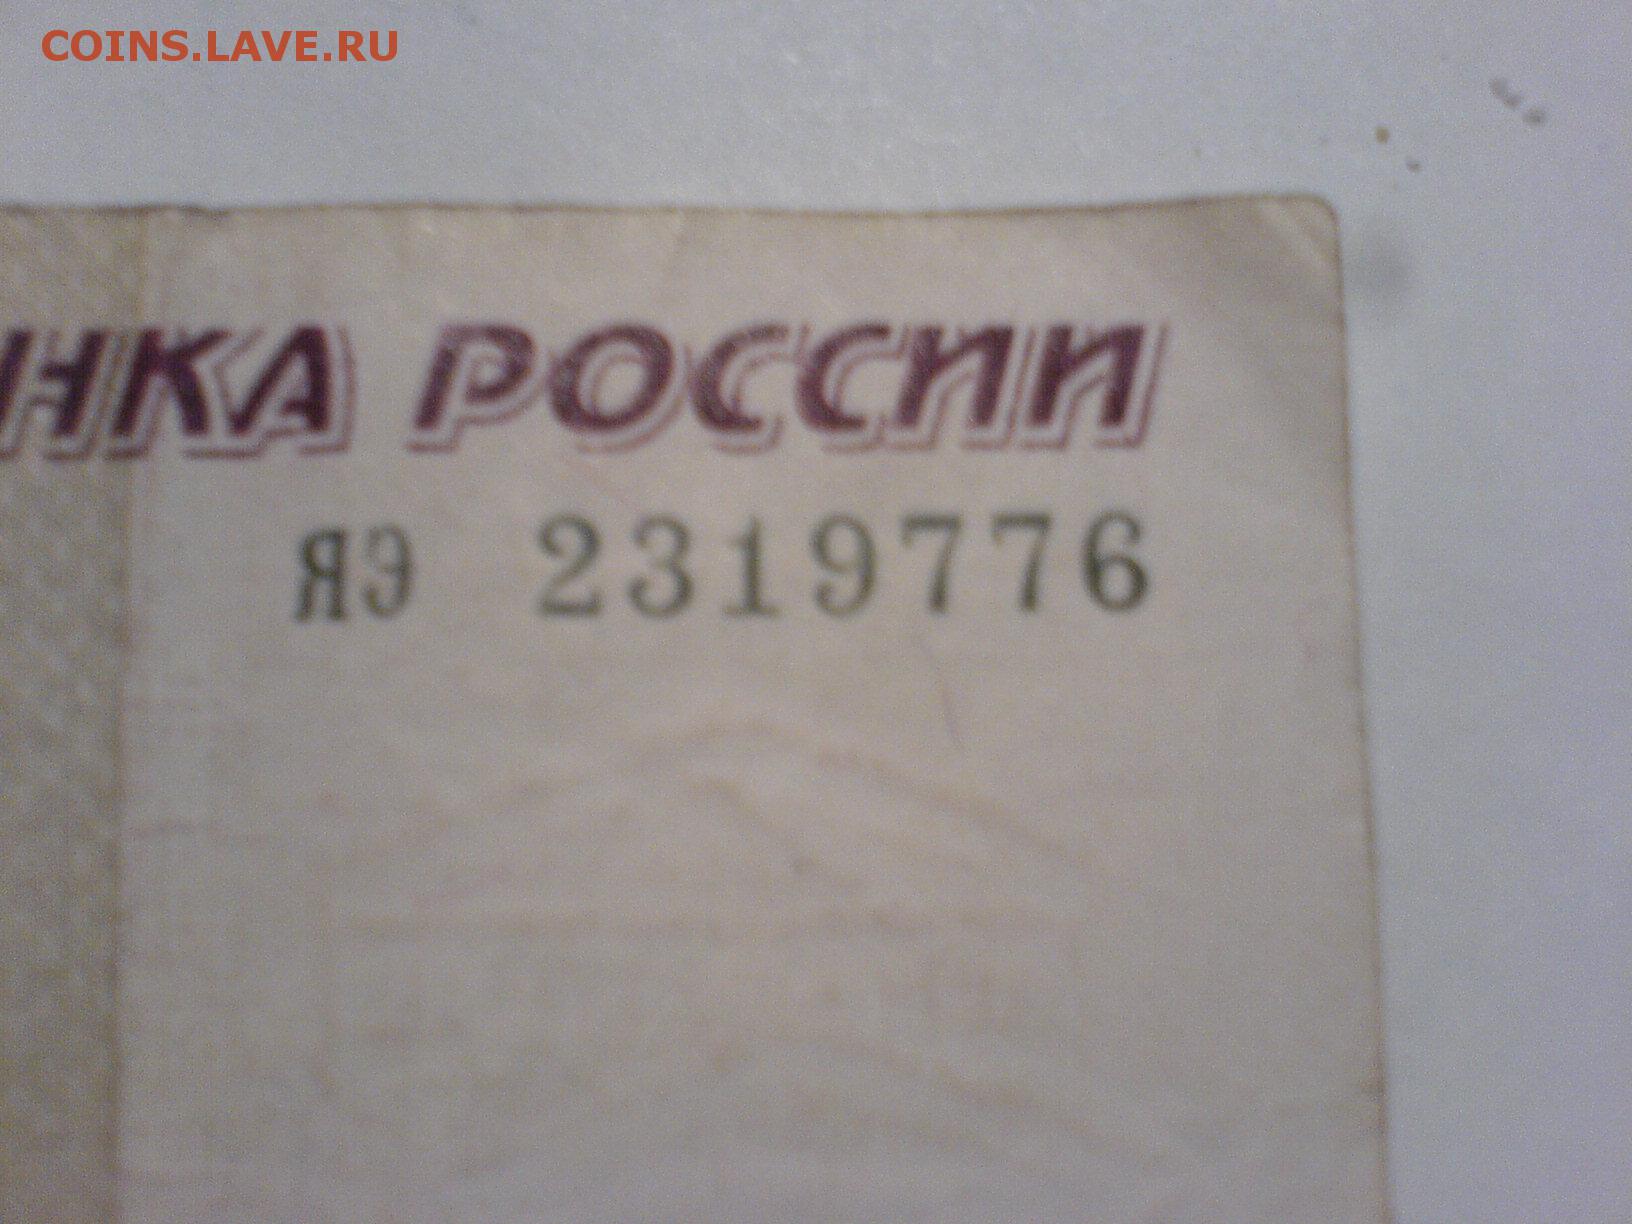 COINS.LAVE.RU
НКА РОССИИ
ЯЭ 2319776